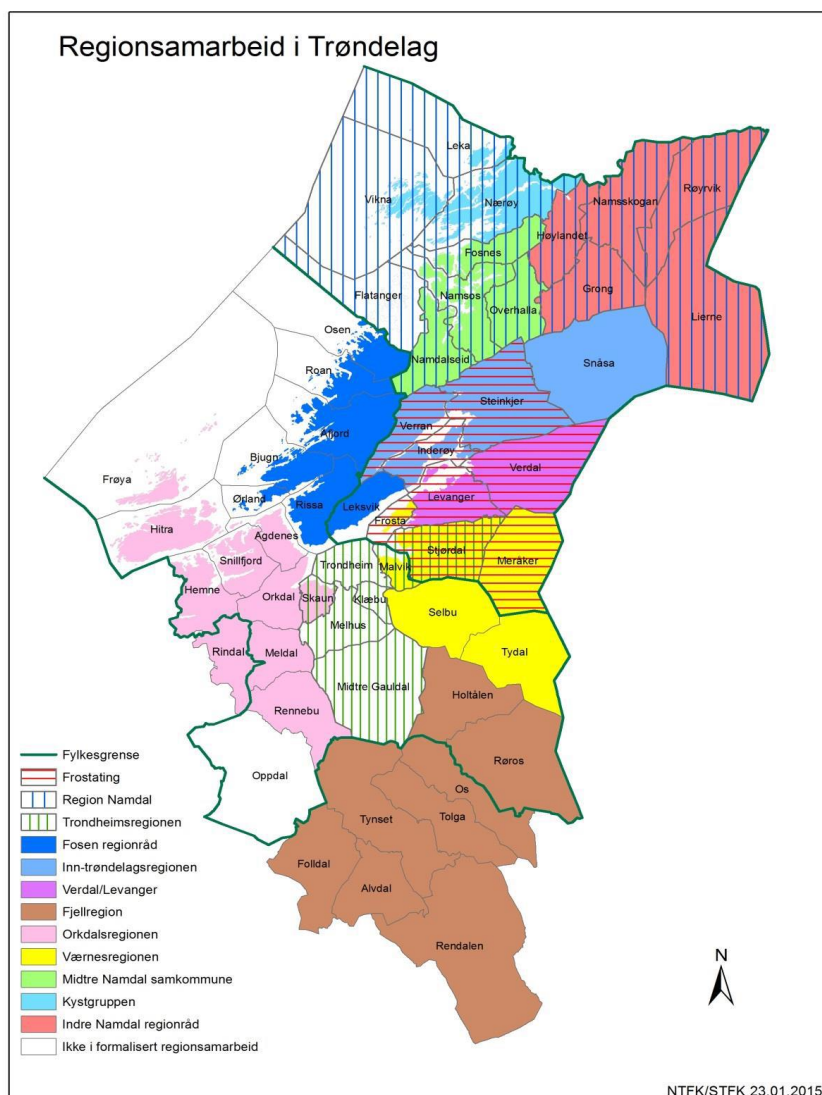 Regionsamarbeid i Trøndelag
Leka
Vikna
Nærøy
Røyrvik
Namsskogan
Høylandet
Fosnes
Grong
Flatanger
Namsos
Overhalla
Lierne
Osen
Snåsa
Roan
Namdalseid
Steinkjer
Verran
Åfjord
Inderøy
Bjugn
Verdal
Frøya
Levanger
Ørland
Rissa
Leksvik
Frosta
Hitra
Agdenes
Stjørdal
Snillfjord
Trondheim
Malvik
Meråker
Hemne
Orkdal
Skaun
Klæbu
Selbu
Melhus
Rindal
Meldal
Tydal
Midtre Gauldal
Holtålen
Rennebu
Røros
Oppdal
Os
Tynset
Tolga
Folldal
Alvdal
Rendalen
Fylkesgrense
Frostating
Region Namdal
Trondheimsregionen
Fosen regionråd
Inn-trøndelagsregionen
Verdal/Levanger
Fjellregion
Orkdalsregionen
Værnesregionen
Midtre Namdal samkommune
Kystgruppen
Indre Namdal regionråd
Ikke i formalisert regionsamarbeid
N
NTFK/STFK 23.01.2015